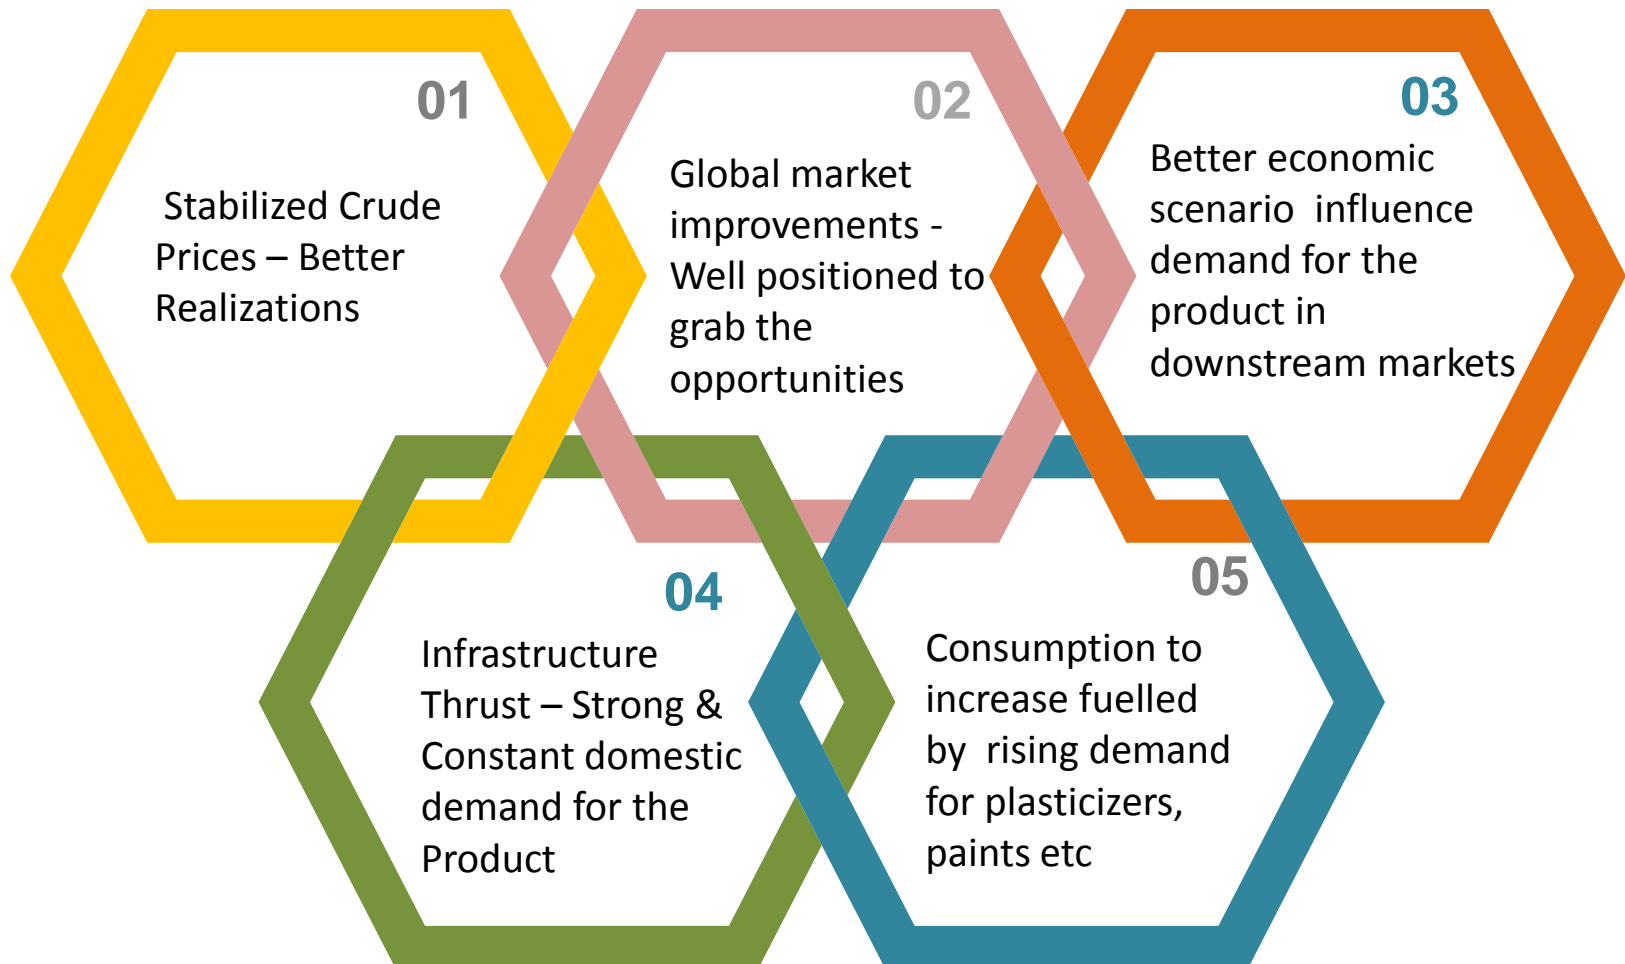 01
Stabilized Crude
Prices – Better
Realizations
02
Global market
improvements -
Well positioned to
grab the
opportunities
03
Better economic
scenario  influence
demand for the
product in
downstream markets
04
Infrastructure
Thrust – Strong &
Constant domestic
demand for the
Product
05
Consumption to
increase fuelled
by  rising demand
for plasticizers,
paints etc